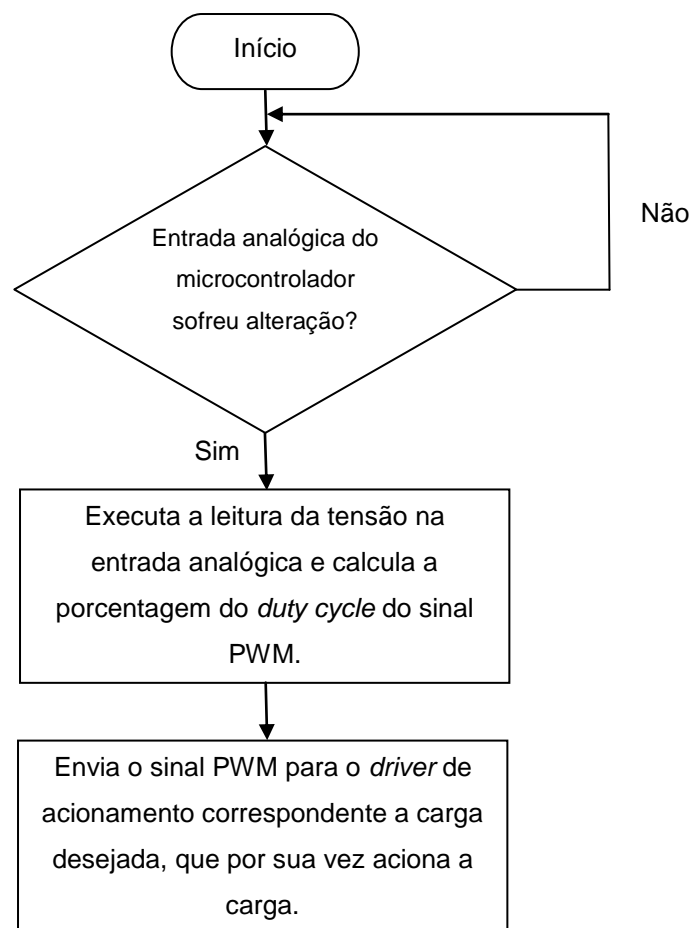 Início
Não
Entrada analógica do
microcontrolador
sofreu alteração?
Sim
Executa a leitura da tensão na
entrada analógica e calcula a
porcentagem do duty cycle do sinal
PWM.
Envia o sinal PWM para o driver de
acionamento correspondente a carga
desejada, que por sua vez aciona a
carga.